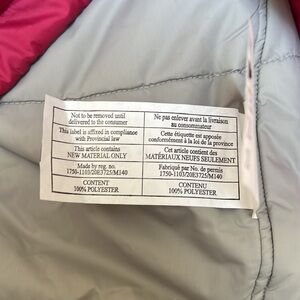 Not to be removed until
delivered to the consumer
This label is affixed in compliance
with Provincial law
This article contains
NEW MATERIAL ONLY
Made by reg. no.
1750-1103/20E3725/M140
CONTENT
100% POLYESTER
Ne pas enlever avant la livraison
au consommateur
Cette étiquette est apposée
conformément à la loi de la province
Cet article contient des
MATÉRIAUX NEUFS SEULEMENT
Fabriqué par No. de permis
1750-1103/20E3725/M140
CONTENU
100% POLYESTER